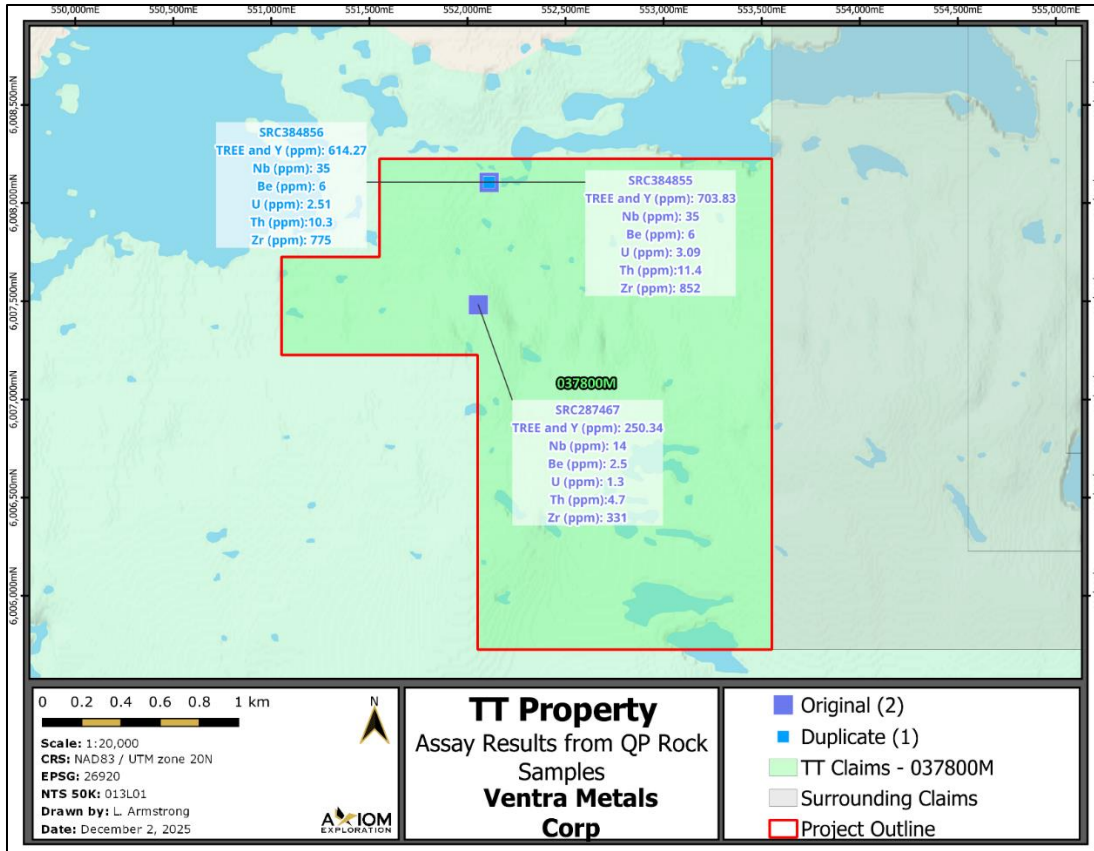 550,000mE 550,500mE 551,000mE 551,500mE 552,000mE 552,500mE 553,000mE 553,500mE 554,000mE 554,500mE 555,000mE
6,008,500mN
6,008,000mN
6,007,500mN
6,007,000mN
6,006,500mN
6,006,000mN
SRC384856
TREE and Y (ppm): 614.27
Nb (ppm): 35
Be (ppm): 6
U (ppm): 2.51
Th (ppm):10.3
Zr (ppm): 775
SRC384855
TREE and Y (ppm): 703.83
Nb (ppm): 35
Be (ppm): 6
U (ppm): 3.09
Th (ppm):11.4
Zr (ppm): 852
037800M
SRC287467
TREE and Y (ppm): 250.34
Nb (ppm): 14
Be (ppm): 2.5
U (ppm): 1.3
Th (ppm):4.7
Zr (ppm): 331
0 0.2 0.4 0.6 0.8 1 km
N
Scale: 1:20,000
CRS: NAD83 / UTM zone 20N
EPSG: 26920
NTS 50K: 013L01
Drawn by: L. Armstrong
Date: December 2, 2025
AXIOM
EXPLORATION
TT Property
Assay Results from QP Rock
Samples
Ventra Metals
Corp
Original (2)
Duplicate (1)
TT Claims - 037800M
Surrounding Claims
Project Outline